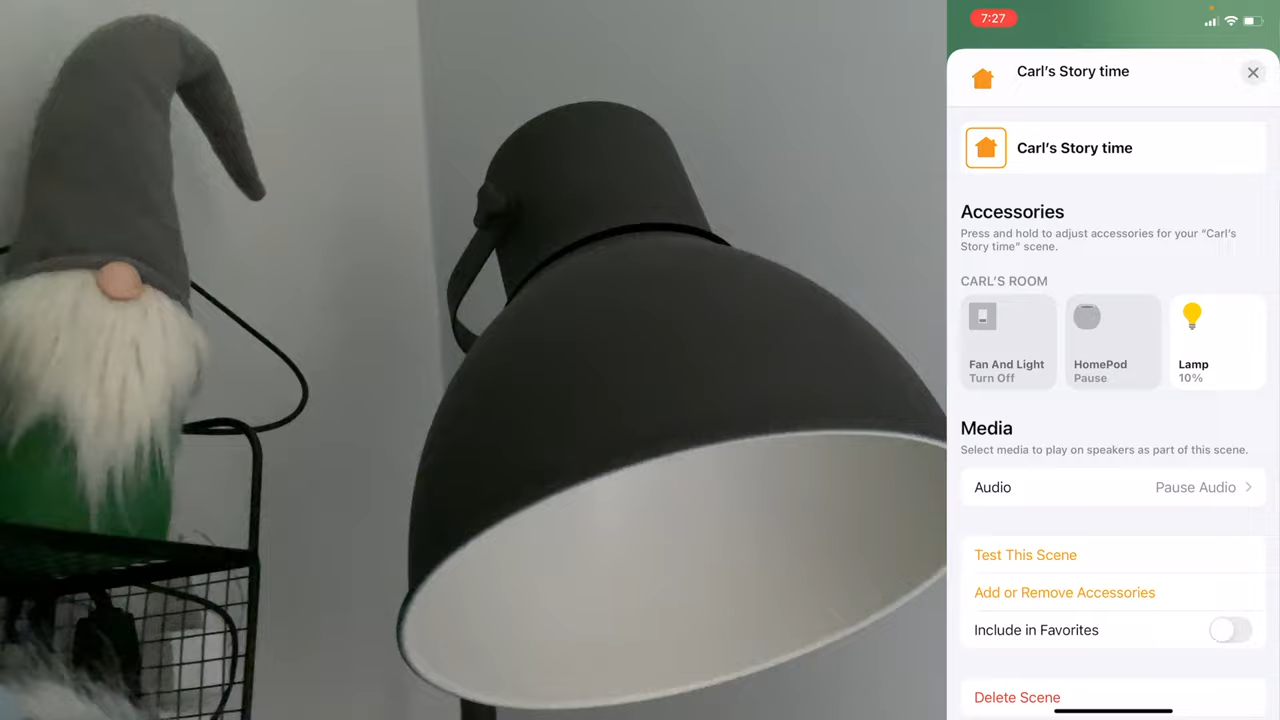 7:27
Carl's Story time
Carl's Story time
Accessories
Press and hold to adjust accessories for your "Carl's
Story time" scene.
CARL'S ROOM
Fan And Light
Turn Off
HomePod
Pause
Lamp
10%
Media
Select media to play on speakers as part of this scene.
Audio
Pause Audio
Test This Scene
Add or Remove Accessories
Include in Favorites
Delete Scene